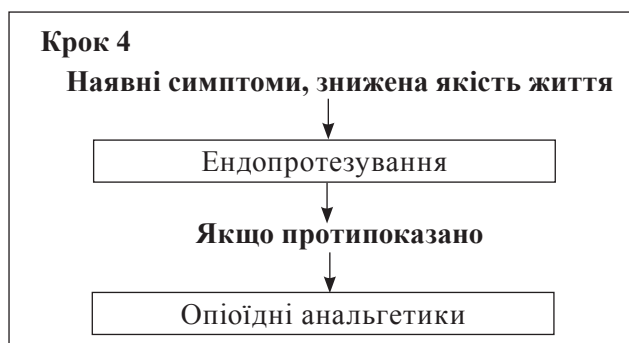 Крок 4
Наявні симптоми, знижена якість життя
Ендопротезування
Якщо протипоказано
Опіоїдні анальгетики